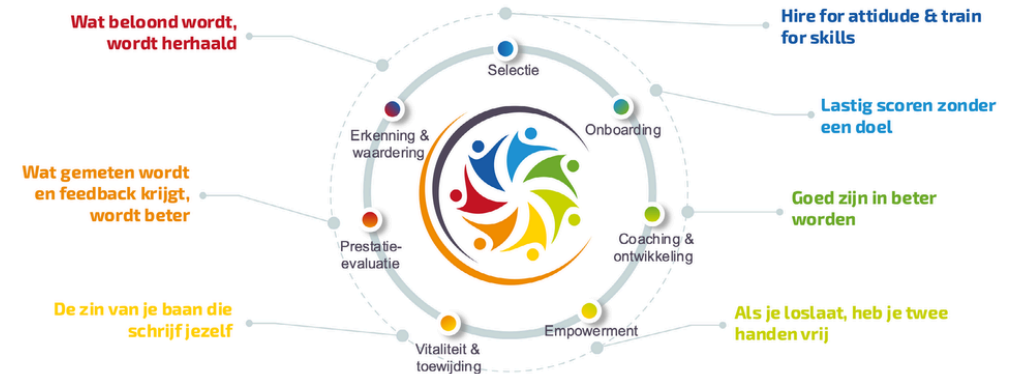 Hire for attidude & train
for skills
Wat beloond wordt,
wordt herhaald
Selectie
Lastig scoren zonder
een doel
Onboarding
Erkenning &
waardering
Wat gemeten wordt
en feedback krijgt,
wordt beter
Goed zijn in beter
worden
Coaching &
ontwikkeling
Prestatie-
evaluatie
De zin van je baan die
schrijf jezelf
Als je loslaat, heb je twee
handen vrij
Empowerment
Vitaliteit &
toewijding